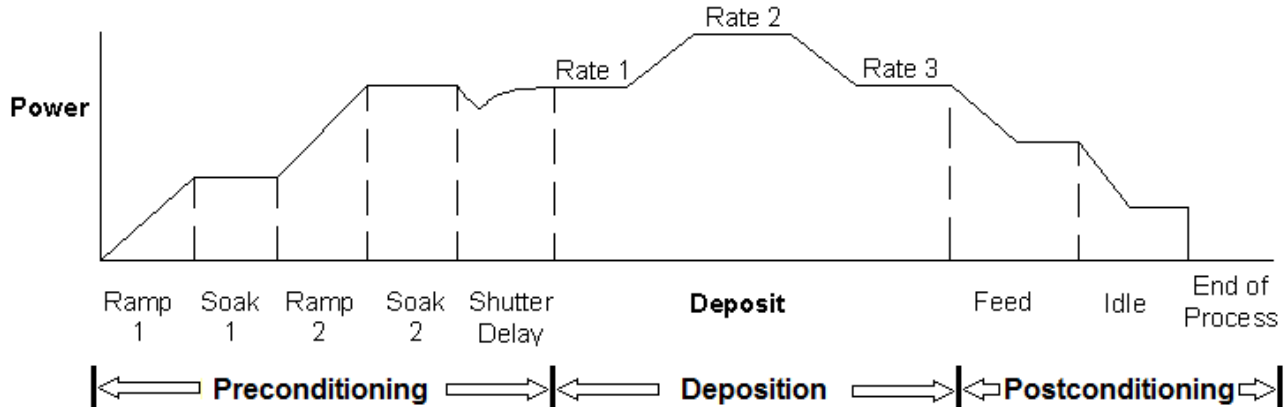 Rate 2
Rate 1
Rate 3
Power
Ramp
1
Soak
1
Ramp
2
Soak
2
Shutter
Delay
Deposit
Feed
Idle
End of
Process
Preconditioning
Deposition
Postconditioning